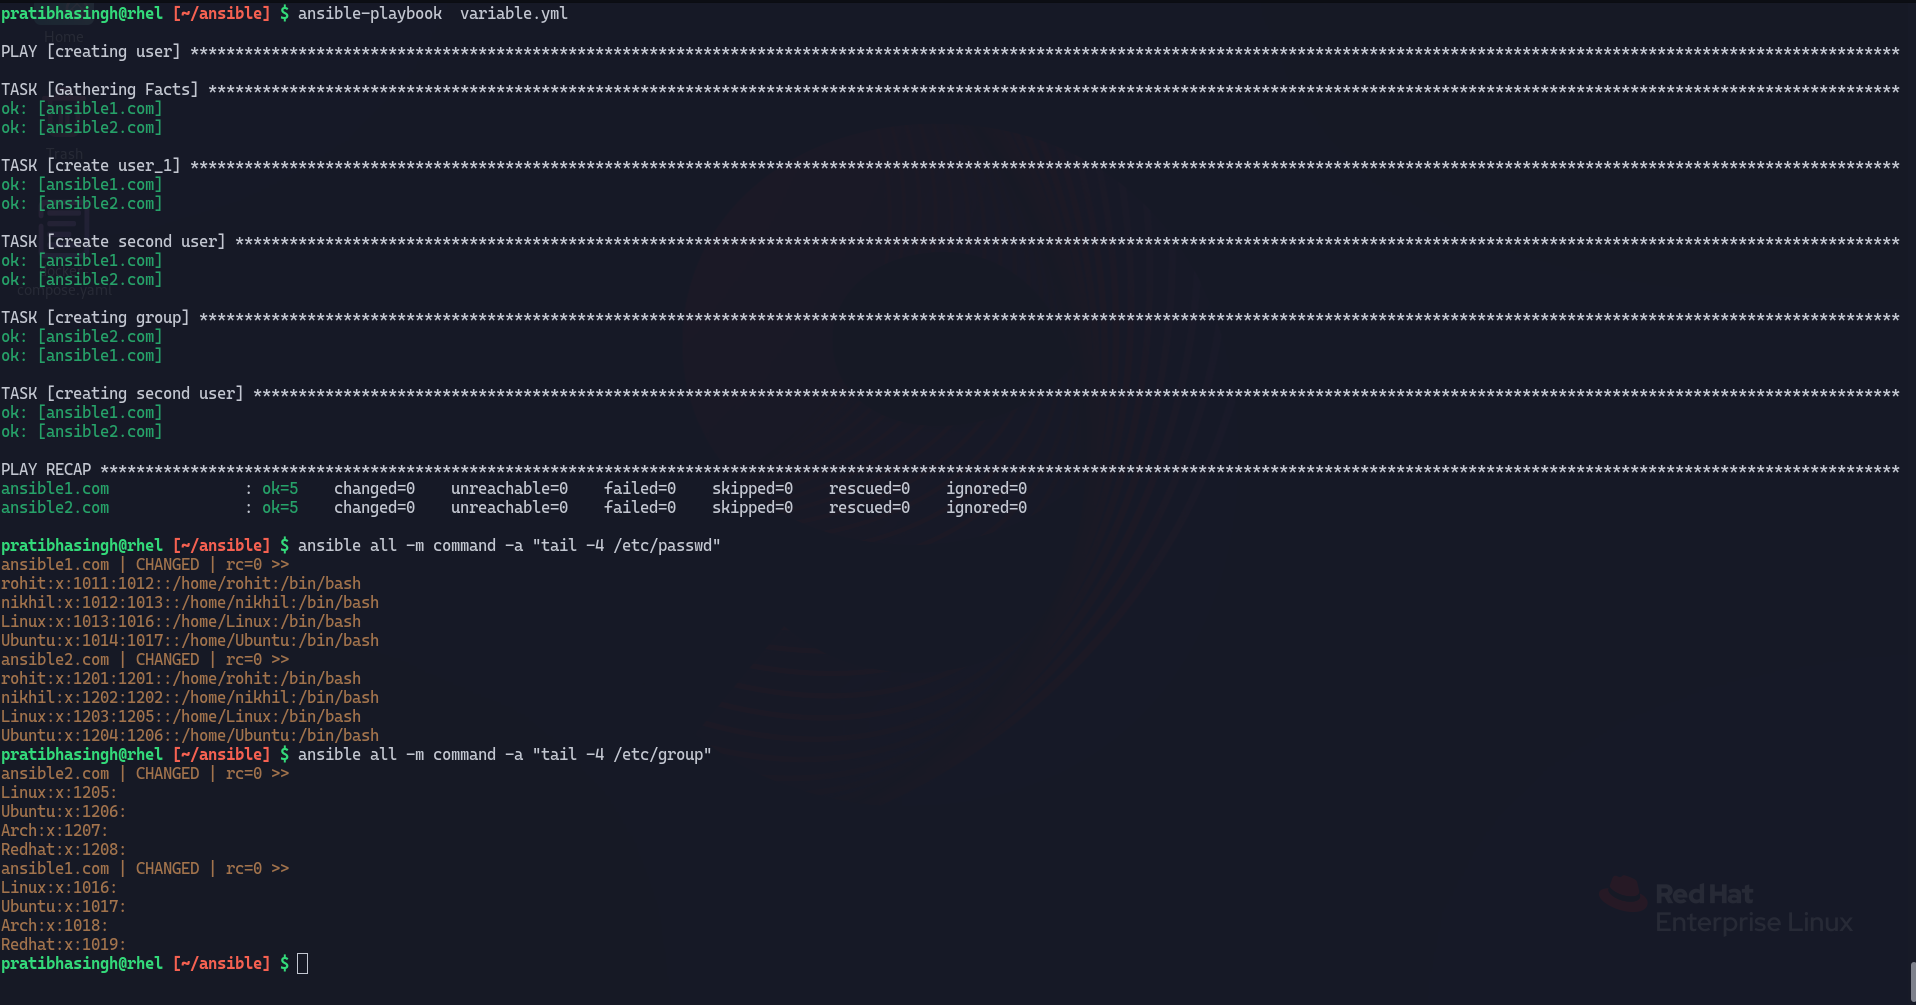 pratibhasingh@rhel [~/ansible] $ ansible-playbook  variable.yml
Home
PLAY [creating user] ****************************************************************************************************************************************************************************************������
TASK [Gathering Facts] **********************************************************************************************************************************************************************************************
ok: [ansible1.com]
ok: [ansible2.com]
Trash
TASK [create user_1] ************************************************************************************************************************************************************************************************
ok: [ansible1.com]
ok: [ansible2.com]
TASK [create second user] *******************************************************************************************************************************************************************************************
ok: [ansible1.com]
ok: [ansible2.com]
compose.yaml
TASK [creating group] ***********************************************************************************************************************************************************************************************
ok: [ansible2.com]
ok: [ansible1.com]
TASK [creating second user] *****************************************************************************************************************************************************************************************
ok: [ansible1.com]
ok: [ansible2.com]
PLAY RECAP **********************************************************************************************************************************************************************************************************
ansible1.com               : ok=5    changed=0    unreachable=0    failed=0    skipped=0    rescued=0    ignored=0
ansible2.com               : ok=5    changed=0    unreachable=0    failed=0    skipped=0    rescued=0    ignored=0
pratibhasingh@rhel [~/ansible] $ ansible all -m command -a "tail -4 /etc/passwd"
ansible1.com | CHANGED | rc=0 >>
rohit:x:1011:1012::/home/rohit:/bin/bash
nikhil:x:1012:1013::/home/nikhil:/bin/bash
Linux:x:1013:1016::/home/Linux:/bin/bash
Ubuntu:x:1014:1017::/home/Ubuntu:/bin/bash
ansible2.com | CHANGED | rc=0 >>
rohit:x:1201:1201::/home/rohit:/bin/bash
nikhil:x:1202:1202::/home/nikhil:/bin/bash
Linux:x:1203:1205::/home/Linux:/bin/bash
Ubuntu:x:1204:1206::/home/Ubuntu:/bin/bash
pratibhasingh@rhel [~/ansible] $ ansible all -m command -a "tail -4 /etc/group"
ansible2.com | CHANGED | rc=0 >>
Linux:x:1205:
Ubuntu:x:1206:
Arch:x:1207:
Redhat:x:1208:
ansible1.com | CHANGED | rc=0 >>
Linux:x:1016:
Ubuntu:x:1017:
Arch:x:1018:
Redhat:x:1019:
pratibhasingh@rhel [~/ansible] $
Red Hat
Enterprise Linux